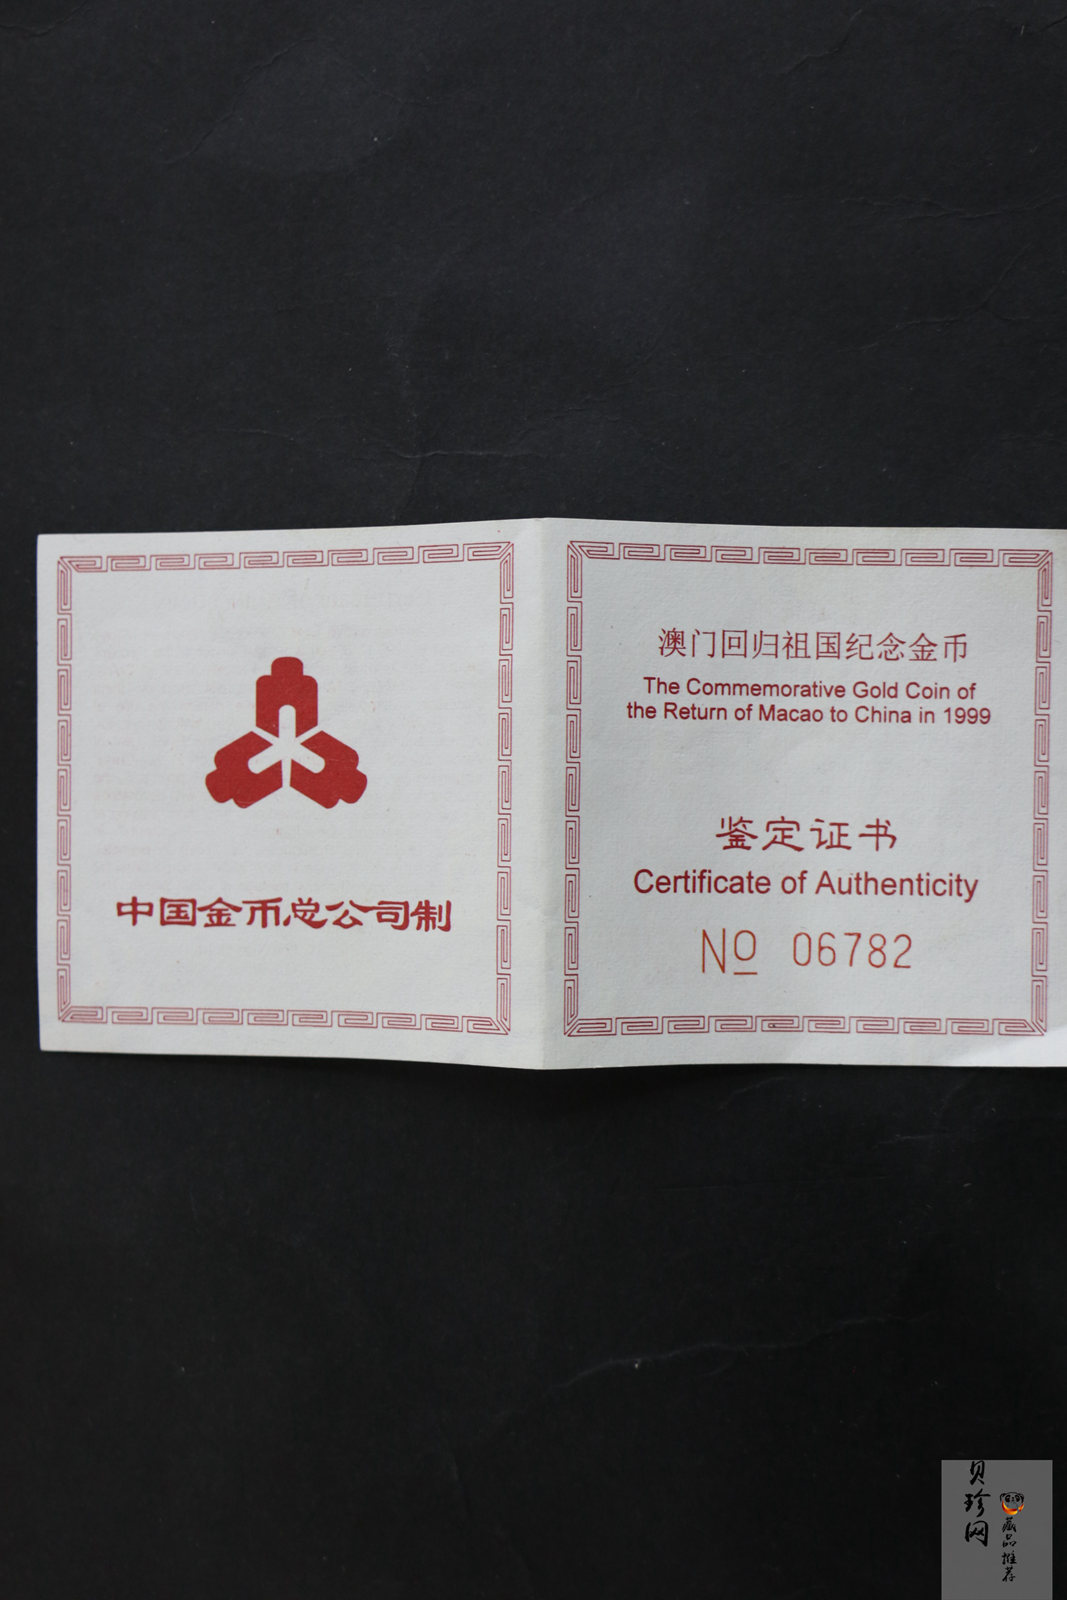 中国金币总公司制
澳门回归祖国纪念金币
The Commemorative Gold Coin of
the Return of Macao to China in 1999
鉴定证书
Certificate of Authenticity
No 06782
贝珍网
藏品推荐